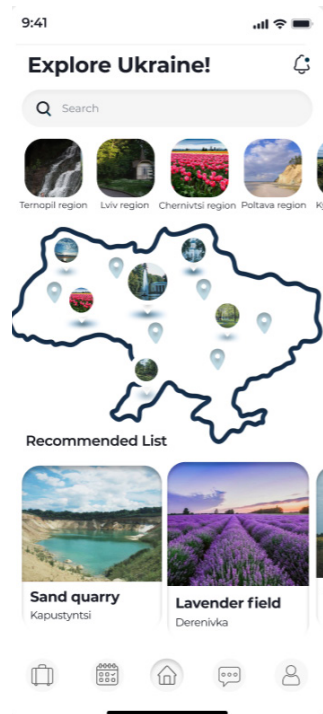 9:41
Explore Ukraine!
Search
Ternopil region Lviv region Chernivtsi region Poltava region
Recommended List
Sand quarry
Kapustyntsi
Lavender field
Derenivka